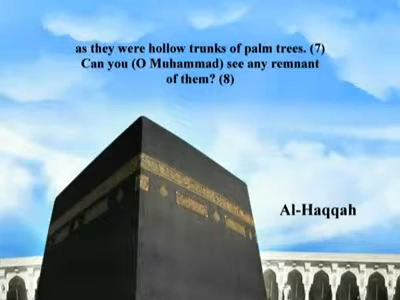 as they were hollow trunks of palm trees. (7)
Can you (O Muhammad) see any remnant
of them? (8)
Al-Haqqah